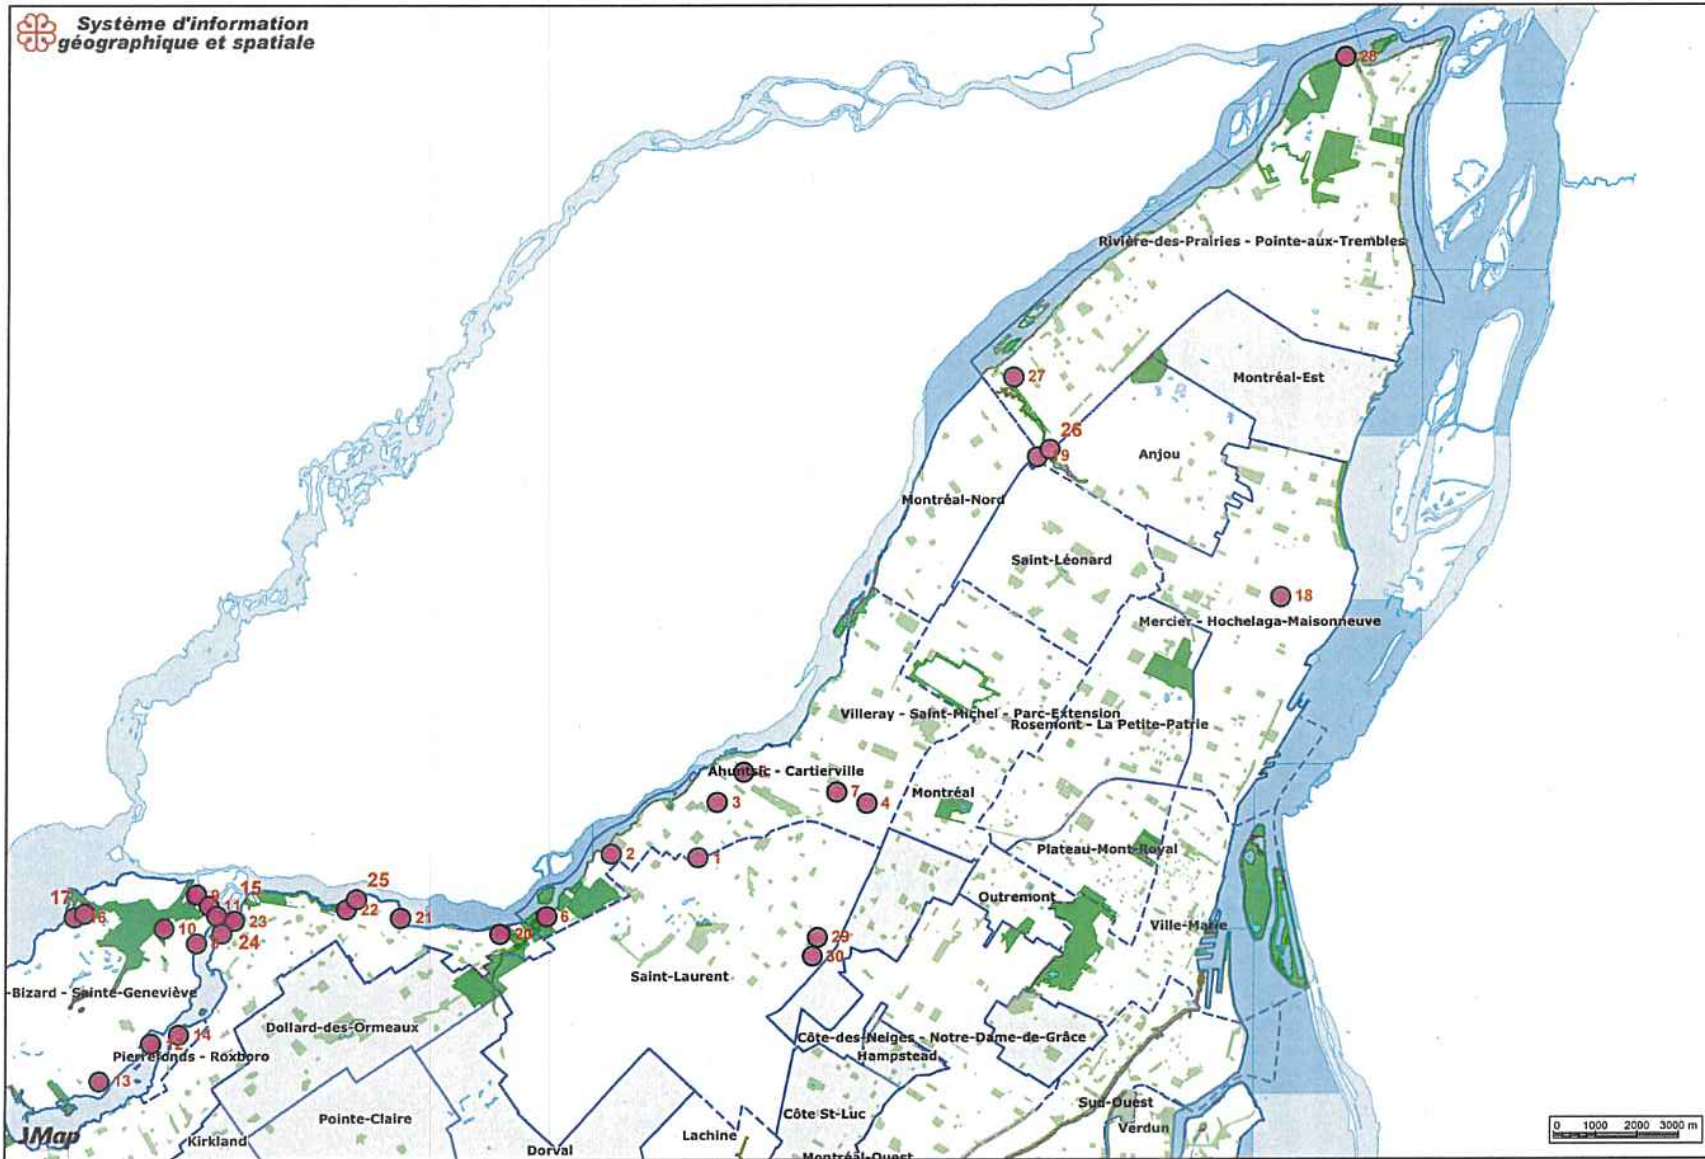 Système d'information
géographique et spatiale
28
Rivière-des-Prairies - Pointe-aux-Trembles
27
Montréal-Est
26
19
Anjou
Montréal-Nord
Saint-Léonard
18
Mercier - Hochelaga-Maisonneuve
Villeray - Saint-Michel - Parc-Extension
Rosemont - La Petite-Patrie
Ahuntsic - Cartierville
3
7
4
Montréal
2
1
Plateau-Mont-Royal
25
15
17
16
11
22
21
23
6
Outremont
10
24
20
29
Ville-Marie
30
Saint-Laurent
-Bizard - Sainte-Geneviève
Dollard-des-Ormeaux
14
12
Côte-des-Neiges - Notre-Dame-de-Grâce
Pierrefonds - Roxboro
Hampstead
13
Pointe-Claire
Côte St-Luc
Sud-Ouest
JMap
Kirkland
Lachine
Verdun
0 1000 2000 3000 m
Dorval
Montréal-Ouest